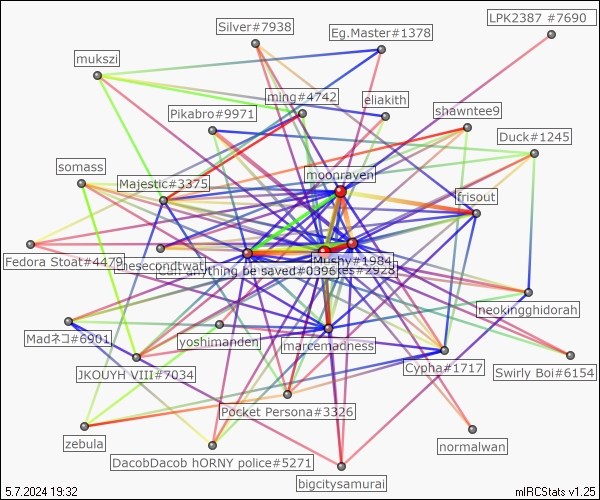 LPK2387 #7690
Silver#7938
Eg.Master#1378
mukszi
ming#4742
eliakith
Pikabro#9971
shawntee9
Duck#1245
moonraven
somass
Majestic#3375
frisout
Mushy#1984
Fedora Stoat#4479
thesecondtwat
can anything be saved#0396
#2928
neokingghidorah
Madネコ#6901
yoshimanden
marcemadness
Cypha#1717
JKOUYH VIII#7034
Swirly Boi#6154
Pocket Persona#3326
zebula
normalwan
DacobDacob hORNY police#5271
bigcitysamurai
5.7.2024 19:32
mIRCStats v1.25